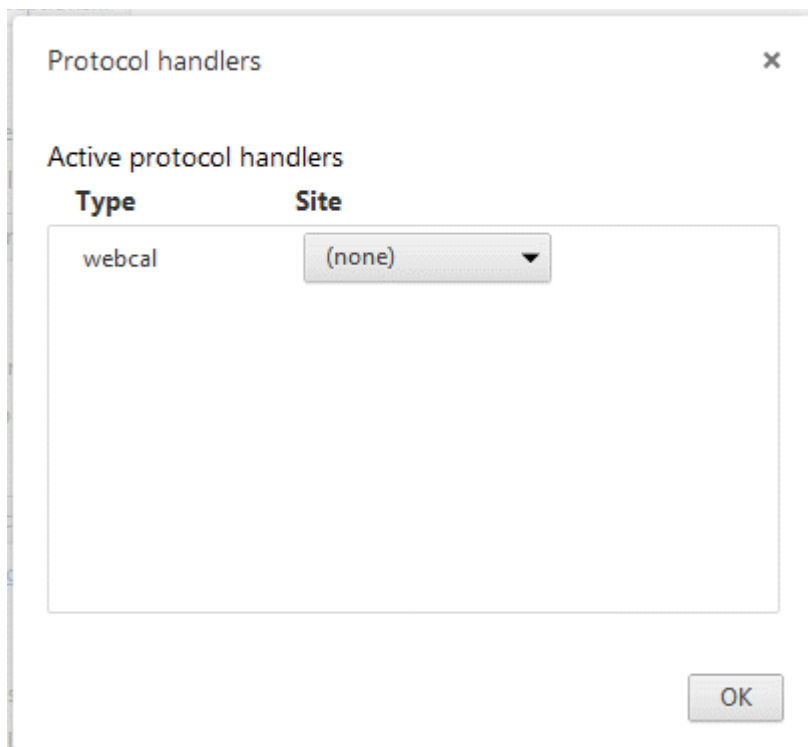 Protocol handlers
Active protocol handlers
Type Site
webcal (none)
OK